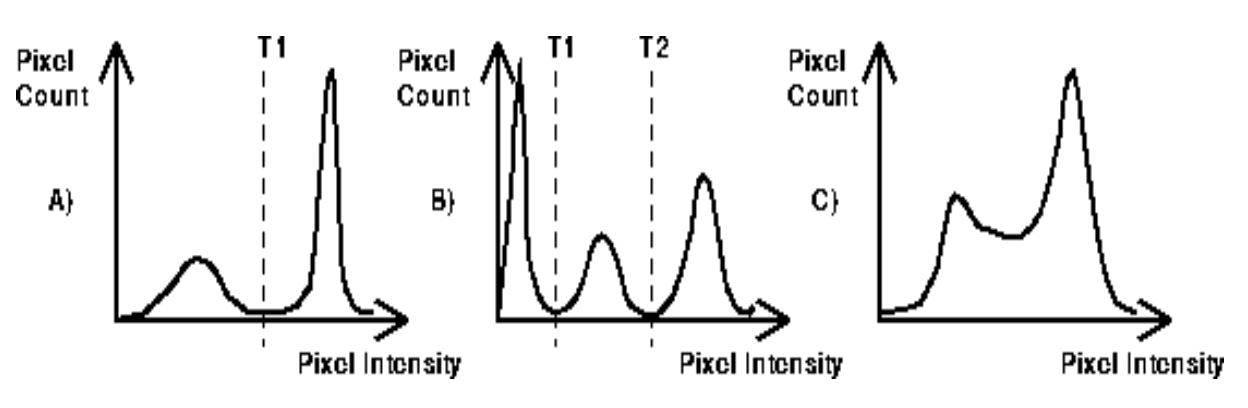 Pixel
Count
T1
A)
Pixel Intensity
Pixel
Count
T1
T2
B)
Pixel Intensity
Pixel
Count
C)
Pixel Intensity